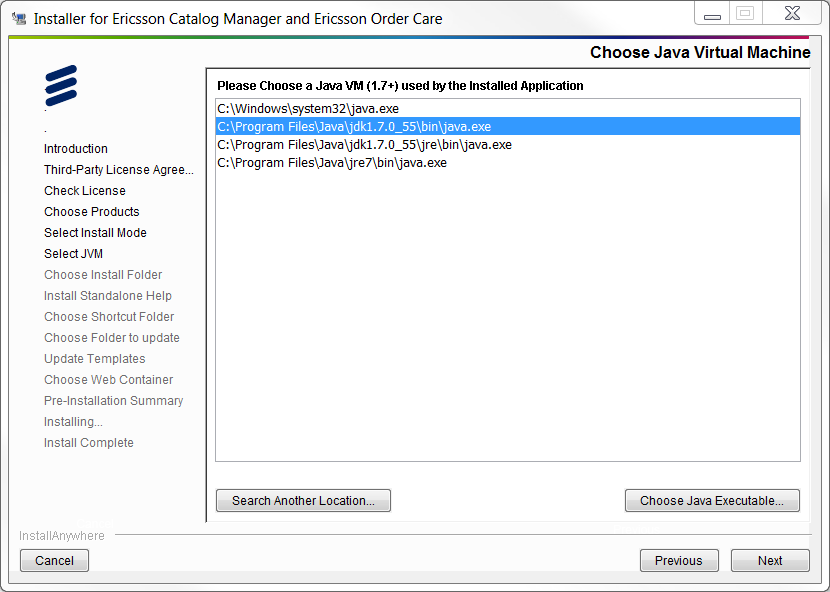 Installer for Ericsson Catalog Manager and Ericsson Order Care
Choose Java Virtual Machine
.
.
Introduction
Third-Party License Agree...
Check License
Choose Products
Select Install Mode
Select JVM
Choose Install Folder
Install Standalone Help
Choose Shortcut Folder
Choose Folder to update
Update Templates
Choose Web Container
Pre-Installation Summary
Installing...
Install Complete
Please Choose a Java VM (1.7+) used by the Installed Application
C:\Windows\system32\java.exe
C:\Program Files\Java\jdk1.7.0_55\bin\java.exe
C:\Program Files\Java\jdk1.7.0_55\jre\bin\java.exe
C:\Program Files\Java\jre7\bin\java.exe
Search Another Location...
Choose Java Executable...
InstallAnywhere
Cancel
Previous
Next